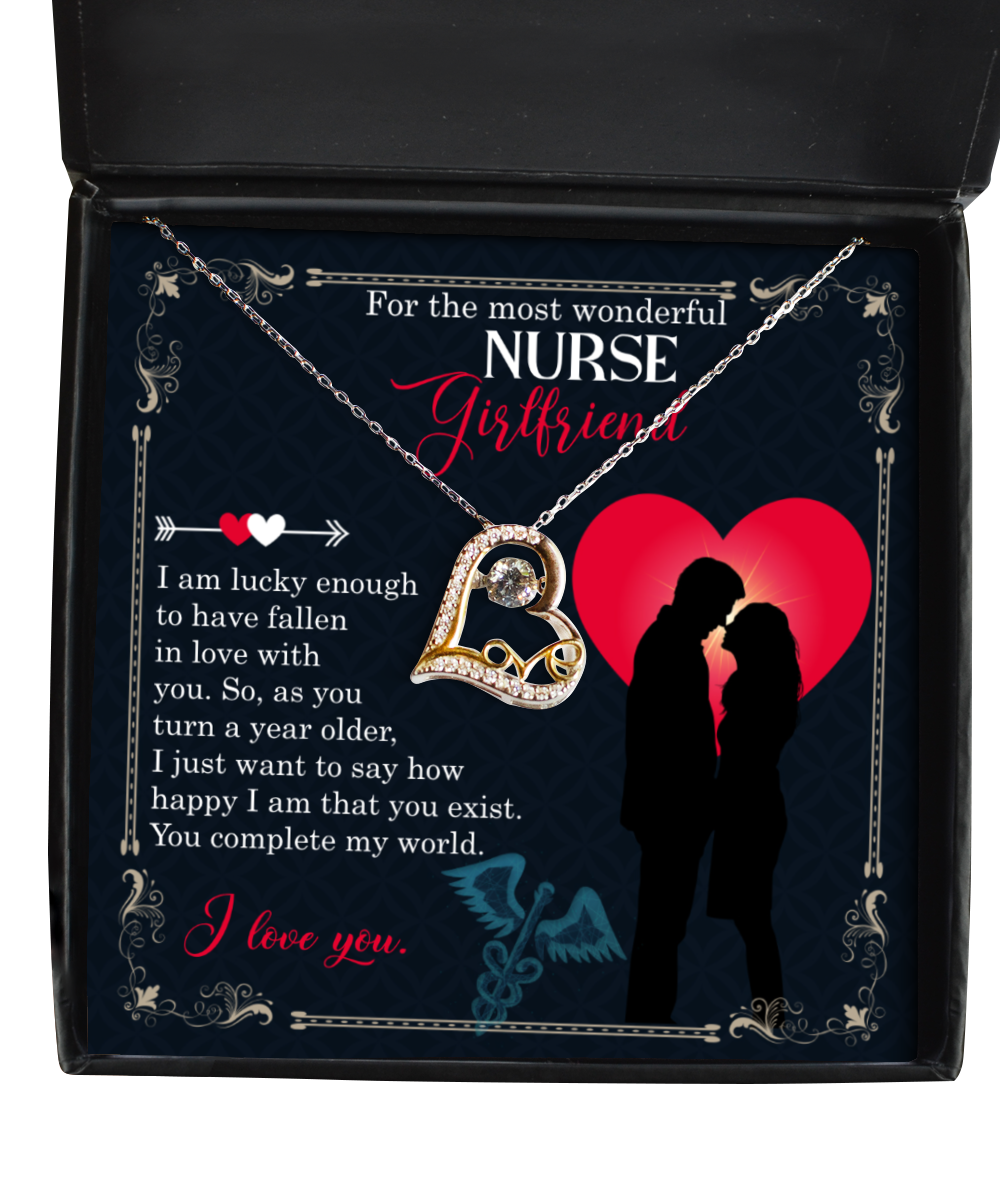 For the most wonderful
NURSE
Girlfriend
I am lucky enough
to have fallen
in love with
you. So, as you
turn a year older,
I just want to say how
happy I am that you exist.
You complete my world.
I love you.
Love